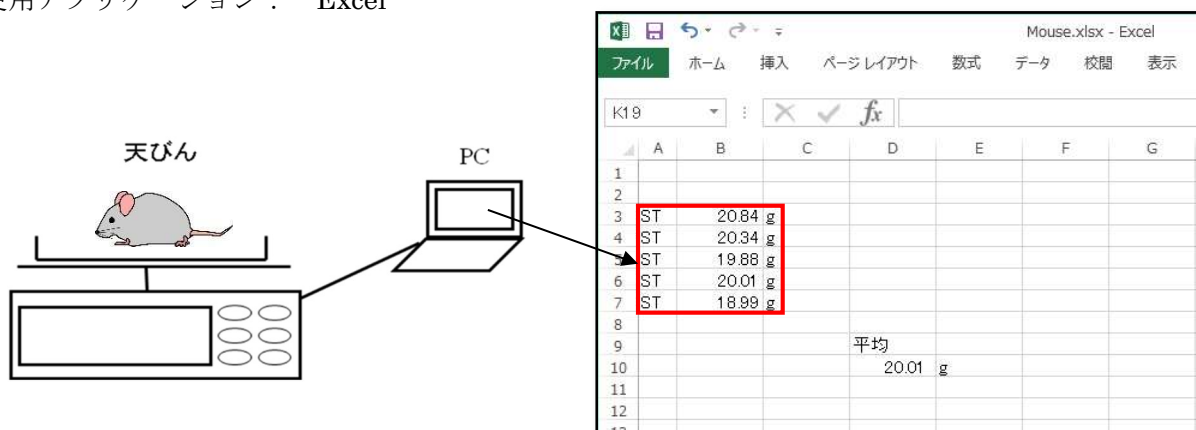 使用アプリケーション： Excel
天びん
PC
Mouse.xlsx - Excel
ファイル ホーム 挿入 ページ レイアウト 数式 データ 校閲 表示
K19 fx
A B C D E F G
1
2
3 ST 20.84 g
4 ST 20.34 g
5 ST 19.88 g
6 ST 20.01 g
7 ST 18.99 g
8
9 平均
10 20.01 g
11
12